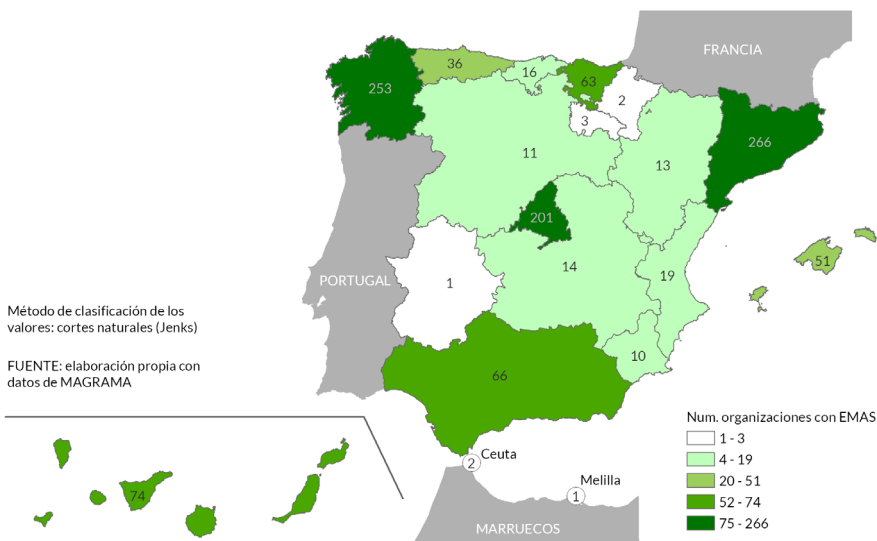 FRANCIA
36
16
63
253
2
3
266
11
13
201
51
PORTUGAL
1
14
19
Método de clasificación de los
valores: cortes naturales (Jenks)
10
FUENTE: elaboración propia con
datos de MAGRAMA
66
Num. organizaciones con EMAS
1 - 3
4 - 19
20 - 51
52 - 74
75 - 266
Ceuta
2
Melilla
1
74
MARRUECOS